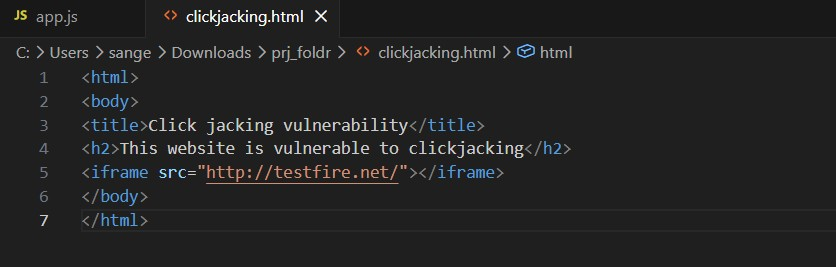 JS app.js <> clickjacking.html ×
C: > Users > sange > Downloads > prj_foldr > <> clickjacking.html > html
1 <html>
2 <body>
3 <title>Click jacking vulnerability</title>
4 <h2>This website is vulnerable to clickjacking</h2>
5 <iframe src="http://testfire.net/"></iframe>
6 </body>
7 </html>